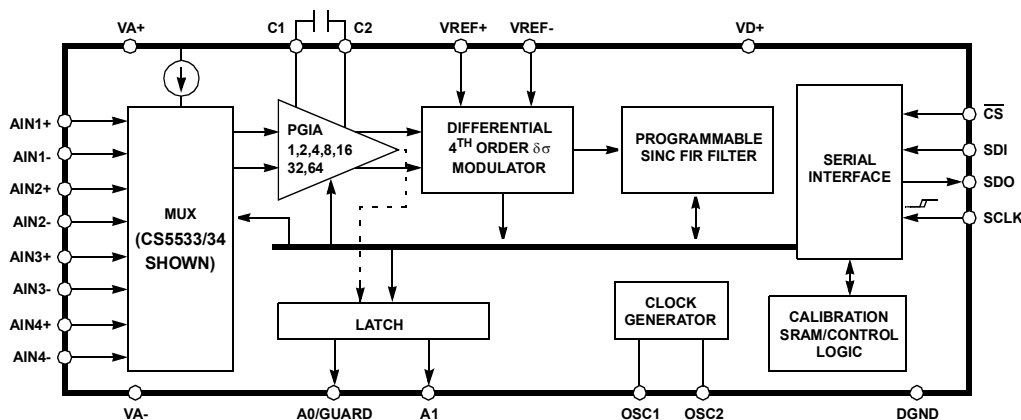 VA+
C1
C2
VREF+
VREF-
VD+
AIN1+
AIN1-
AIN2+
AIN2-
AIN3+
AIN3-
AIN4+
AIN4-
MUX
(CS5533/34
SHOWN)
PGIA
1,2,4,8,16
32,64
DIFFERENTIAL
4TH ORDER δσ
MODULATOR
PROGRAMMABLE
SINC FIR FILTER
SERIAL
INTERFACE
CS
SDI
SDO
SCLK
LATCH
CLOCK
GENERATOR
CALIBRATION
SRAM/CONTROL
LOGIC
VA-
A0/GUARD
A1
OSC1
OSC2
DGND